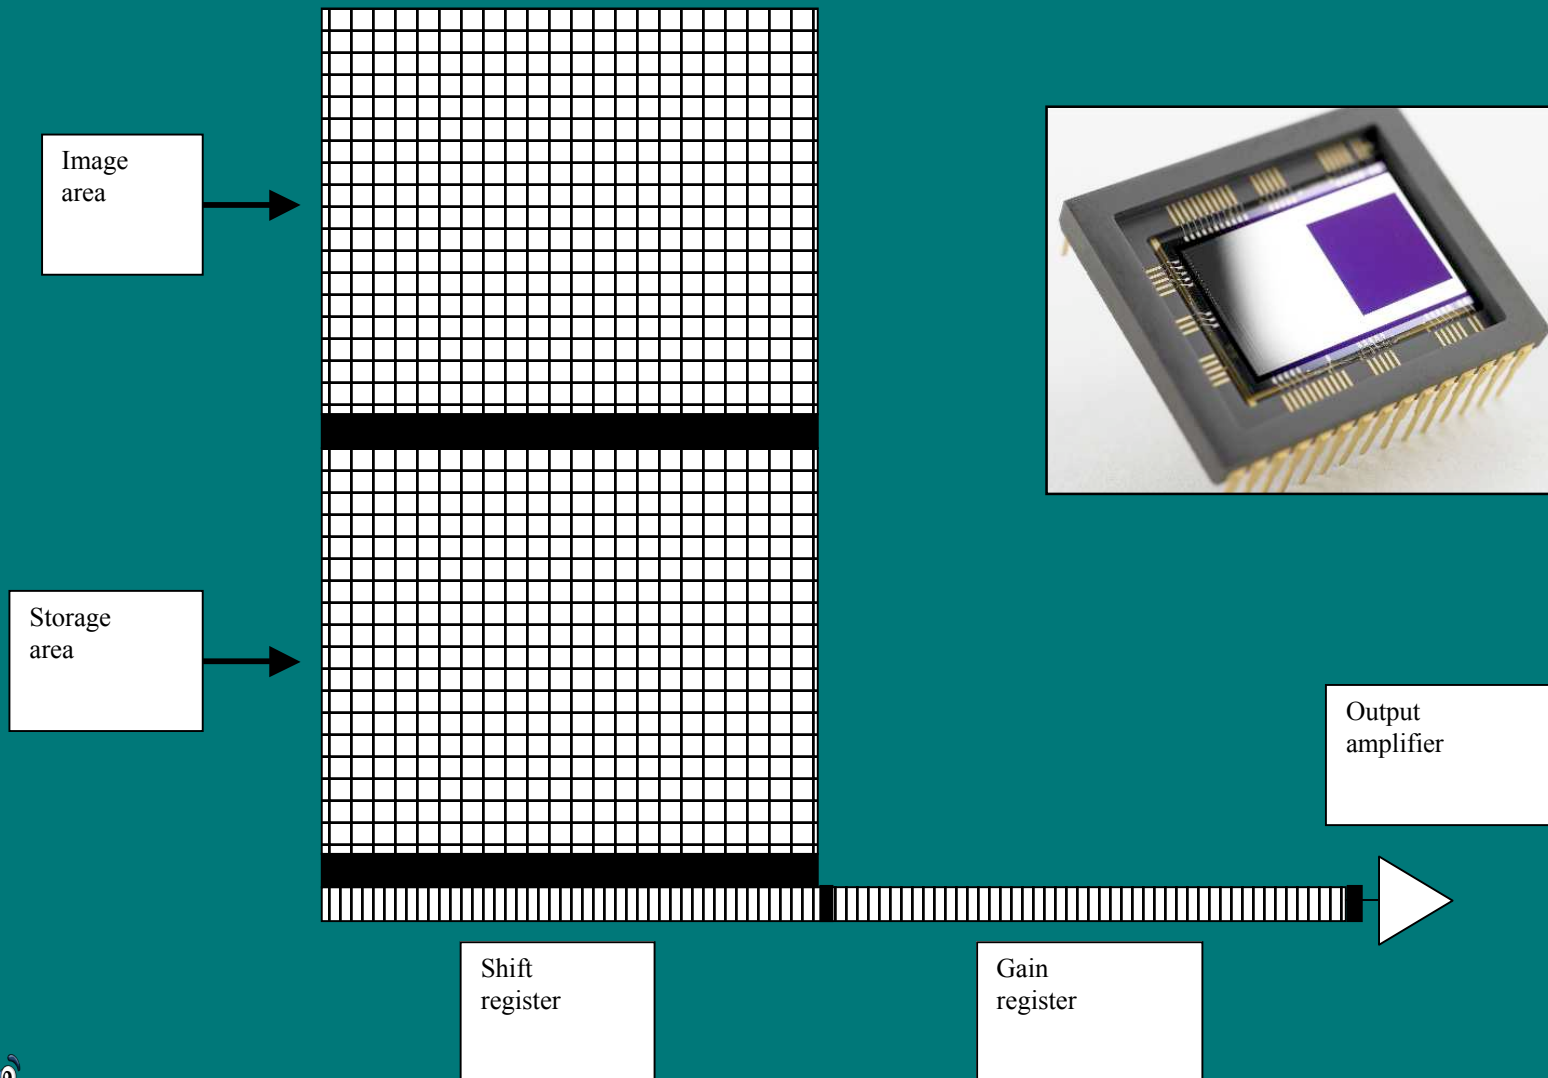 Image
area
Storage
area
Output
amplifier
Shift
register
Gain
register